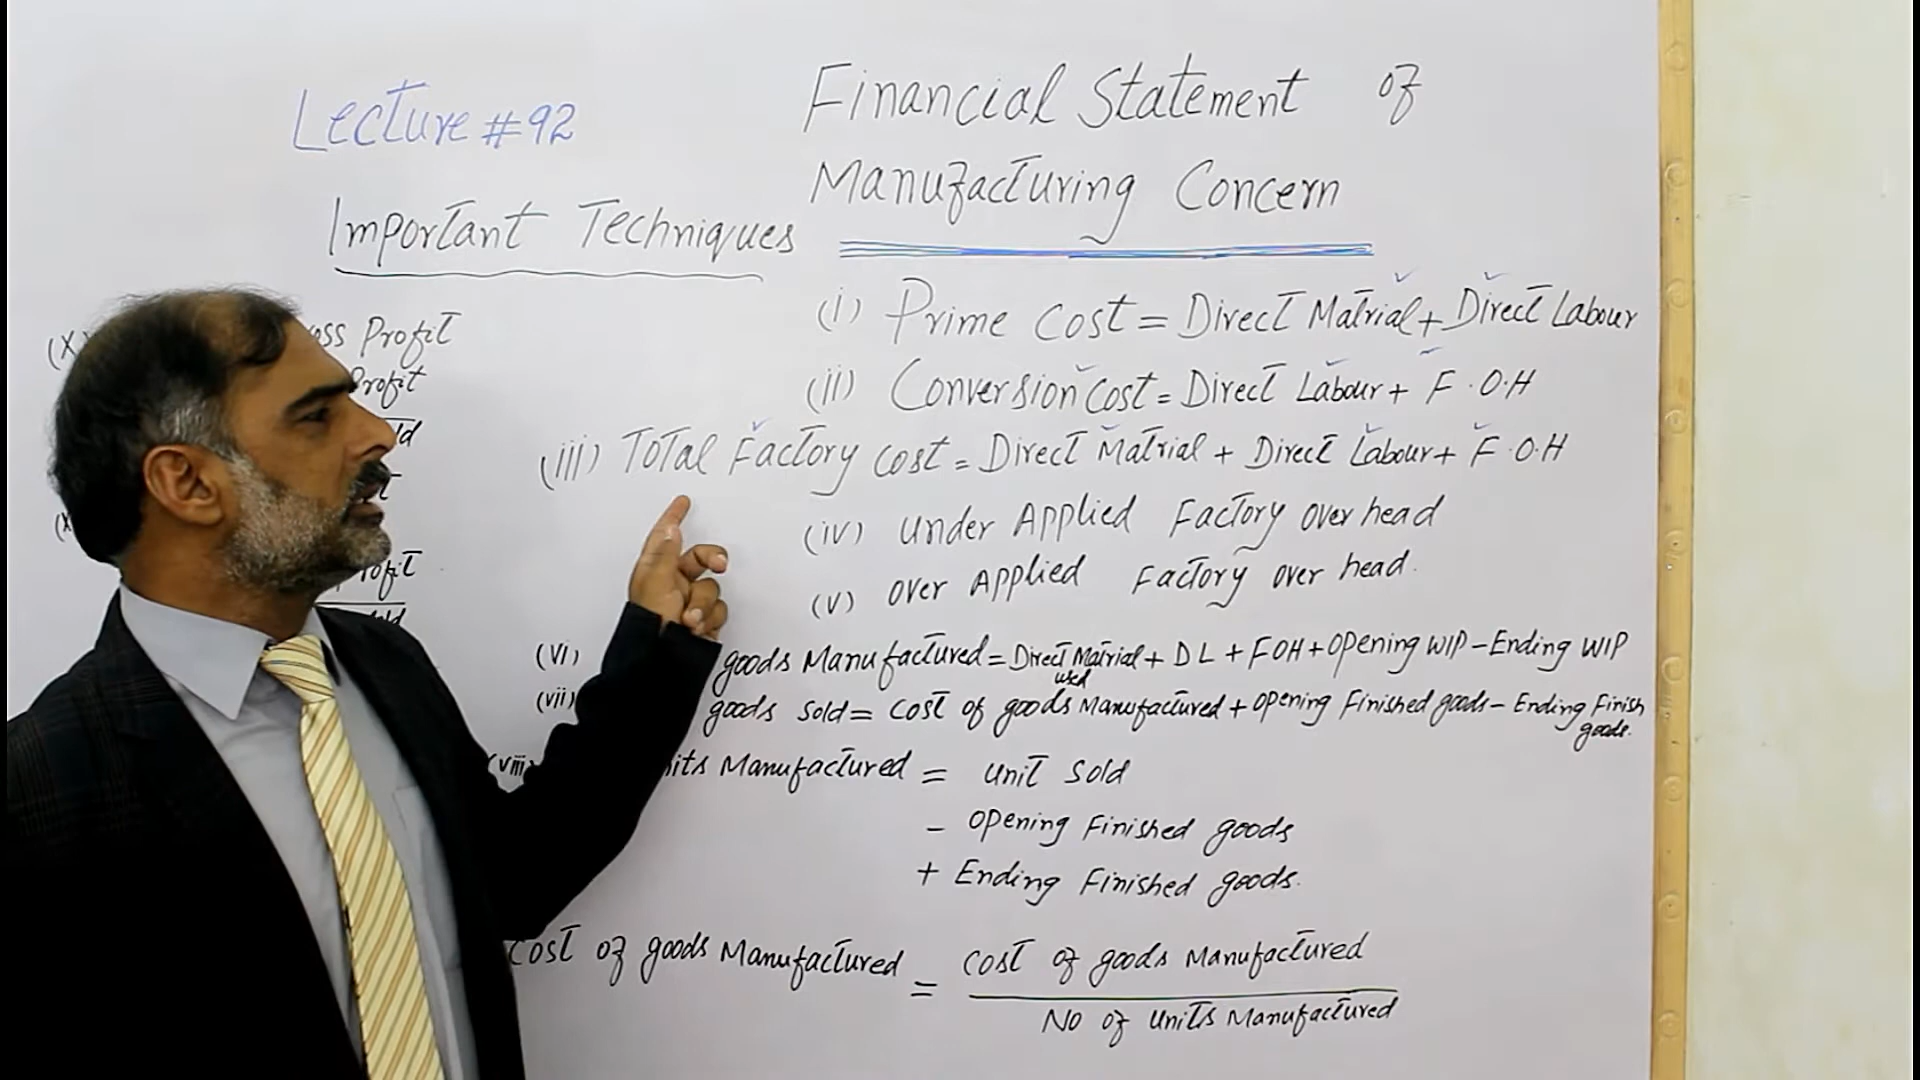 Lecture #92
Financial Statement of
Manufacturing Concern
Important Techniques
(i) Prime Cost = Direct Matrial + Direct Labour
(ii) Conversion Cost = Direct Labour + F.O.H
(iii) Total Factory Cost = Direct Matrial + Direct Labour + F.O.H
(iv) Under Applied Factory over head
(v) over Applied Factory over head.
(vi) goods Manufactured = Direct Matrial used + DL + FOH + opening WIP - Ending WIP
(vii) goods sold = Cost of goods Manufactured + opening Finished goods - Ending Finish goods.
(viii) Manufactured = unit sold
- opening Finished goods
+ Ending Finished goods.
Cost of goods Manufactured = Cost of goods Manufactured
No of units Manufactured
(X)
Profit
Profit
Profit